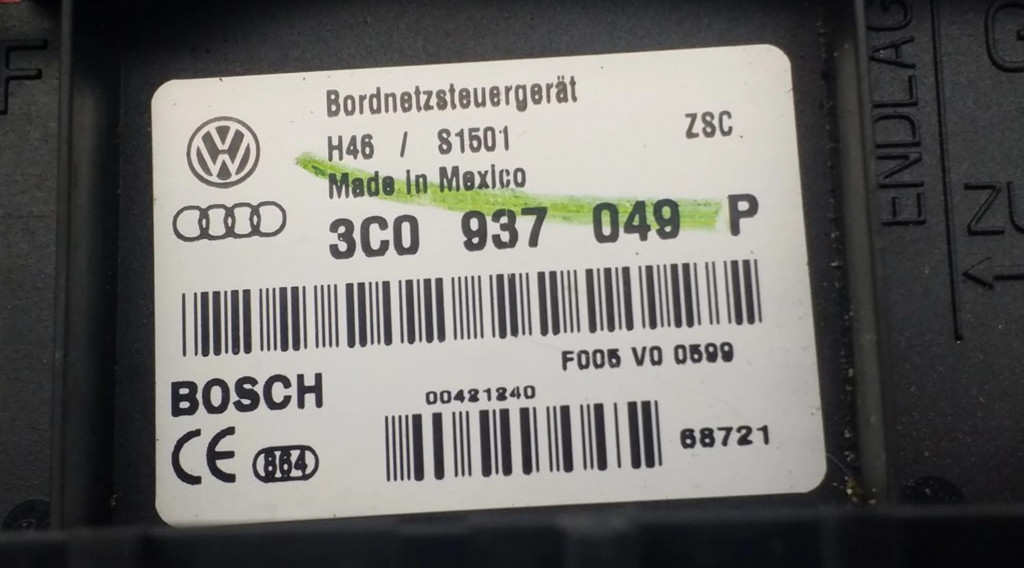 Bordnetzsteuergerät
H46 / S1501 ZSC
Made in Mexico
3C0 937 049 P
F005 V0 0599
BOSCH
00421240
CE 864
68721
ENDLAG
ZU
F
G